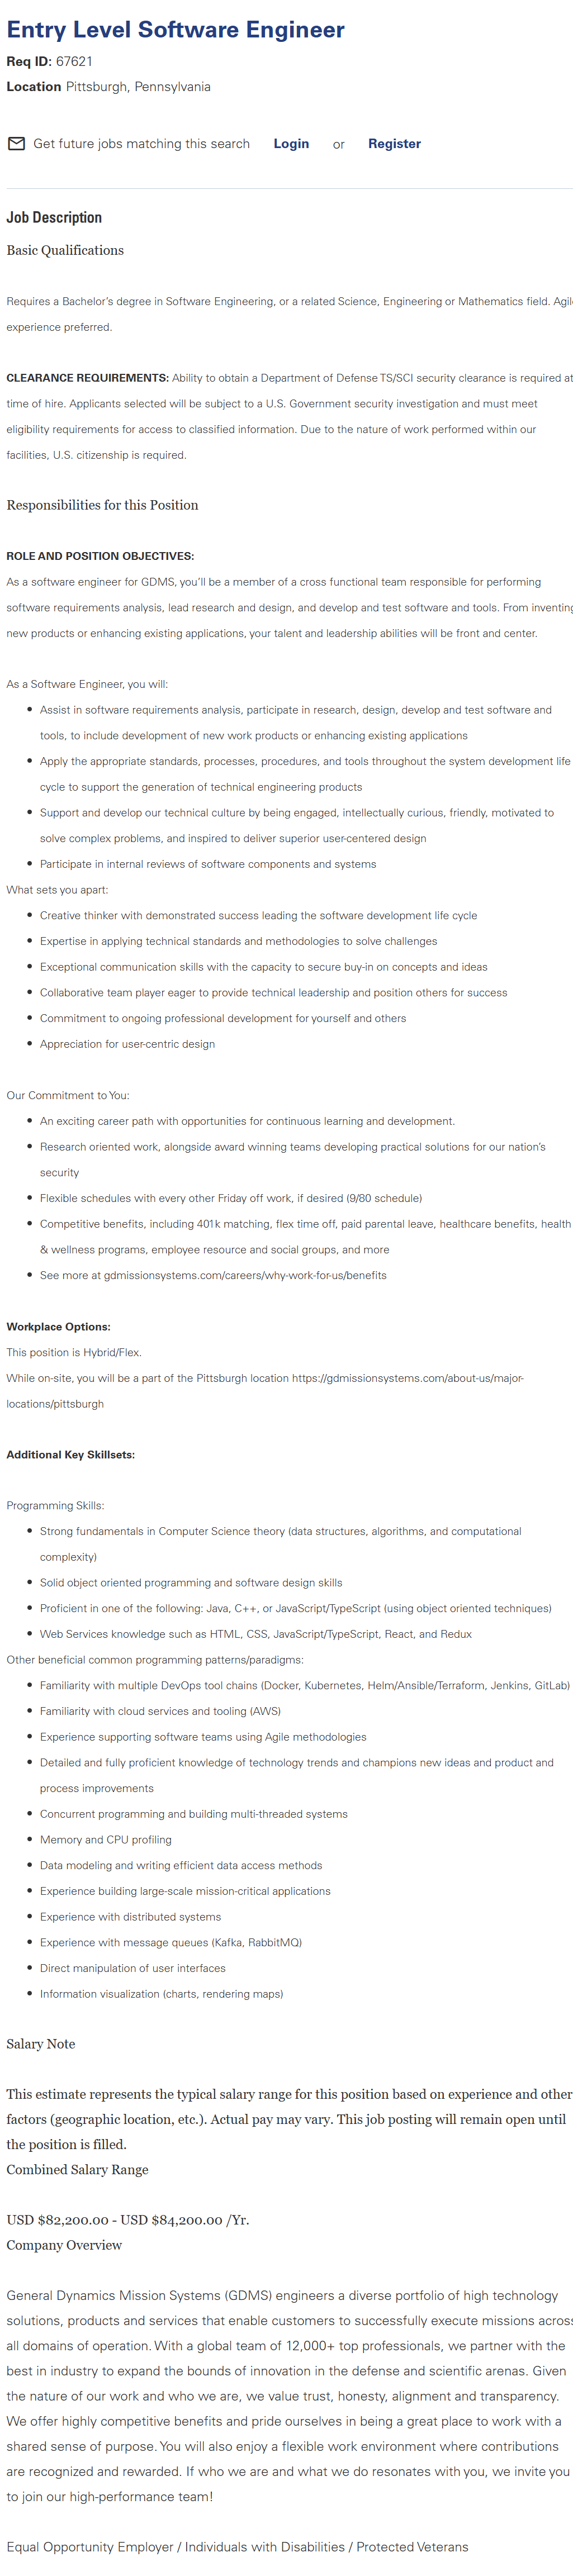 Entry Level Software Engineer
Req ID: 67621
Location Pittsburgh, Pennsylvania
Get future jobs matching this search Login or Register
Job Description
Basic Qualifications
Requires a Bachelor's degree in Software Engineering, or a related Science, Engineering or Mathematics field. Agil
experience preferred.
CLEARANCE REQUIREMENTS: Ability to obtain a Department of Defense TS/SCI security clearance is required at
time of hire. Applicants selected will be subject to a U.S. Government security investigation and must meet
eligibility requirements for access to classified information. Due to the nature of work performed within our
facilities, U.S. citizenship is required.
Responsibilities for this Position
ROLE AND POSITION OBJECTIVES:
As a software engineer for GDMS, you'll be a member of a cross functional team responsible for performing
software requirements analysis, lead research and design, and develop and test software and tools. From inventing
new products or enhancing existing applications, your talent and leadership abilities will be front and center.
As a Software Engineer, you will:
• Assist in software requirements analysis, participate in research, design, develop and test software and
tools, to include development of new work products or enhancing existing applications
• Apply the appropriate standards, processes, procedures, and tools throughout the system development life
cycle to support the generation of technical engineering products
• Support and develop our technical culture by being engaged, intellectually curious, friendly, motivated to
solve complex problems, and inspired to deliver superior user-centered design
• Participate in internal reviews of software components and systems
What sets you apart:
• Creative thinker with demonstrated success leading the software development life cycle
• Expertise in applying technical standards and methodologies to solve challenges
• Exceptional communication skills with the capacity to secure buy-in on concepts and ideas
• Collaborative team player eager to provide technical leadership and position others for success
• Commitment to ongoing professional development for yourself and others
• Appreciation for user-centric design
Our Commitment to You:
• An exciting career path with opportunities for continuous learning and development.
• Research oriented work, alongside award winning teams developing practical solutions for our nation's
security
• Flexible schedules with every other Friday off work, if desired (9/80 schedule)
• Competitive benefits, including 401k matching, flex time off, paid parental leave, healthcare benefits, health
& wellness programs, employee resource and social groups, and more
• See more at gdmissionsystems.com/careers/why-work-for-us/benefits
Workplace Options:
This position is Hybrid/Flex.
While on-site, you will be a part of the Pittsburgh location https://gdmissionsystems.com/about-us/major-
locations/pittsburgh
Additional Key Skillsets:
Programming Skills:
• Strong fundamentals in Computer Science theory (data structures, algorithms, and computational
complexity)
• Solid object oriented programming and software design skills
• Proficient in one of the following: Java, C++, or JavaScript/TypeScript (using object oriented techniques)
• Web Services knowledge such as HTML, CSS, JavaScript/TypeScript, React, and Redux
Other beneficial common programming patterns/paradigms:
• Familiarity with multiple DevOps tool chains (Docker, Kubernetes, Helm/Ansible/Terraform, Jenkins, GitLab)
• Familiarity with cloud services and tooling (AWS)
• Experience supporting software teams using Agile methodologies
• Detailed and fully proficient knowledge of technology trends and champions new ideas and product and
process improvements
• Concurrent programming and building multi-threaded systems
• Memory and CPU profiling
• Data modeling and writing efficient data access methods
• Experience building large-scale mission-critical applications
• Experience with distributed systems
• Experience with message queues (Kafka, RabbitMQ)
• Direct manipulation of user interfaces
• Information visualization (charts, rendering maps)
Salary Note
This estimate represents the typical salary range for this position based on experience and other
factors (geographic location, etc.). Actual pay may vary. This job posting will remain open until
the position is filled.
Combined Salary Range
USD $82,200.00 - USD $84,200.00 /Yr.
Company Overview
General Dynamics Mission Systems (GDMS) engineers a diverse portfolio of high technology
solutions, products and services that enable customers to successfully execute missions across
all domains of operation. With a global team of 12,000+ top professionals, we partner with the
best in industry to expand the bounds of innovation in the defense and scientific arenas. Given
the nature of our work and who we are, we value trust, honesty, alignment and transparency.
We offer highly competitive benefits and pride ourselves in being a great place to work with a
shared sense of purpose. You will also enjoy a flexible work environment where contributions
are recognized and rewarded. If who we are and what we do resonates with you, we invite you
to join our high-performance team!
Equal Opportunity Employer / Individuals with Disabilities / Protected Veterans